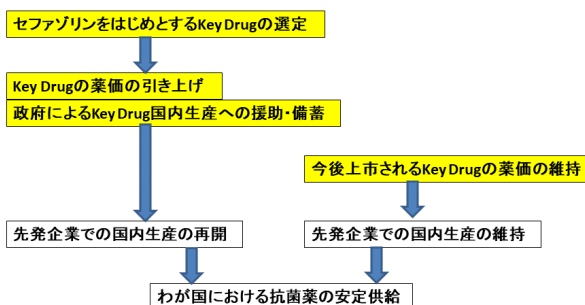 セファゾリンをはじめとするKey Drugの選定
Key Drugの薬価の引き上げ
政府によるKey Drug国内生産への援助・備蓄
今後上市されるKey Drugの薬価の維持
先発企業での国内生産の再開
先発企業での国内生産の維持
わが国における抗菌薬の安定供給